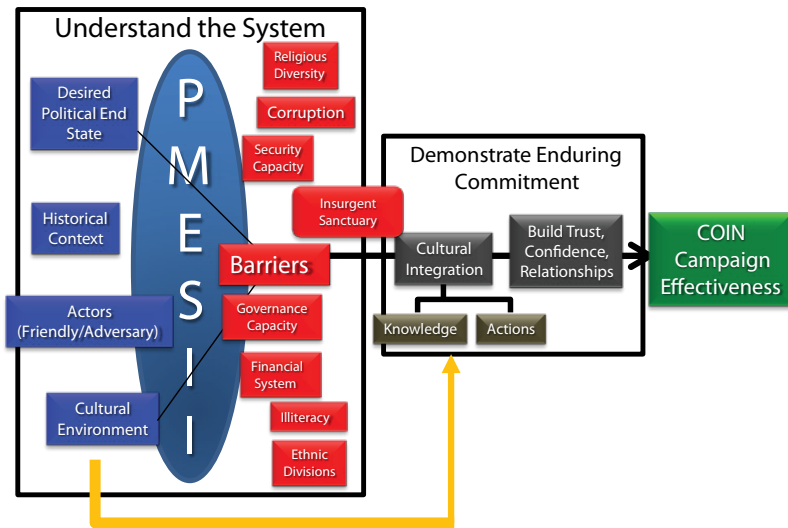 Understand the System
Desired
Political End
State
Historical
Context
Actors
(Friendly/Adversary)
Cultural
Environment
P
M
E
S
I
I
Religious
Diversity
Corruption
Security
Capacity
Insurgent
Sanctuary
Barriers
Governance
Capacity
Financial
System
Illiteracy
Ethnic
Divisions
Demonstrate Enduring
Commitment
Cultural
Integration
Build Trust,
Confidence,
Relationships
Knowledge
Actions
COIN
Campaign
Effectiveness